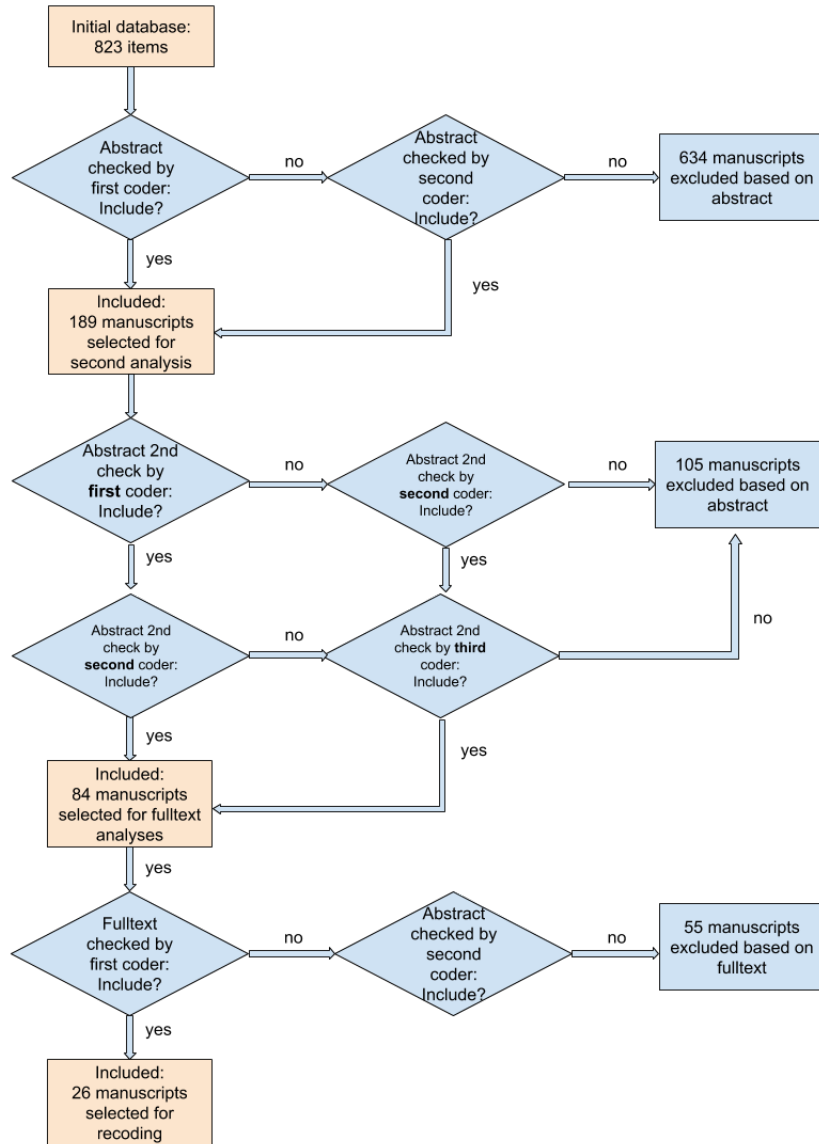 Initial database:
823 items
Abstract
checked by
first coder:
Include?
no
Abstract
checked by
second
coder:
Include?
no
634 manuscripts
excluded based on
abstract
yes
yes
Included:
189 manuscripts
selected for
second analysis
Abstract 2nd
check by
first coder:
Include?
no
Abstract 2nd
check by
second coder:
Include?
no
105 manuscripts
excluded based on
abstract
yes
yes
Abstract 2nd
check by
second coder:
Include?
no
Abstract 2nd
check by third
coder:
Include?
no
yes
yes
Included:
84 manuscripts
selected for fulltext
analyses
yes
Fulltext
checked by
first coder:
Include?
no
Abstract
checked by
second
coder:
Include?
no
55 manuscripts
excluded based on
fulltext
yes
Included:
26 manuscripts
selected for
recoding